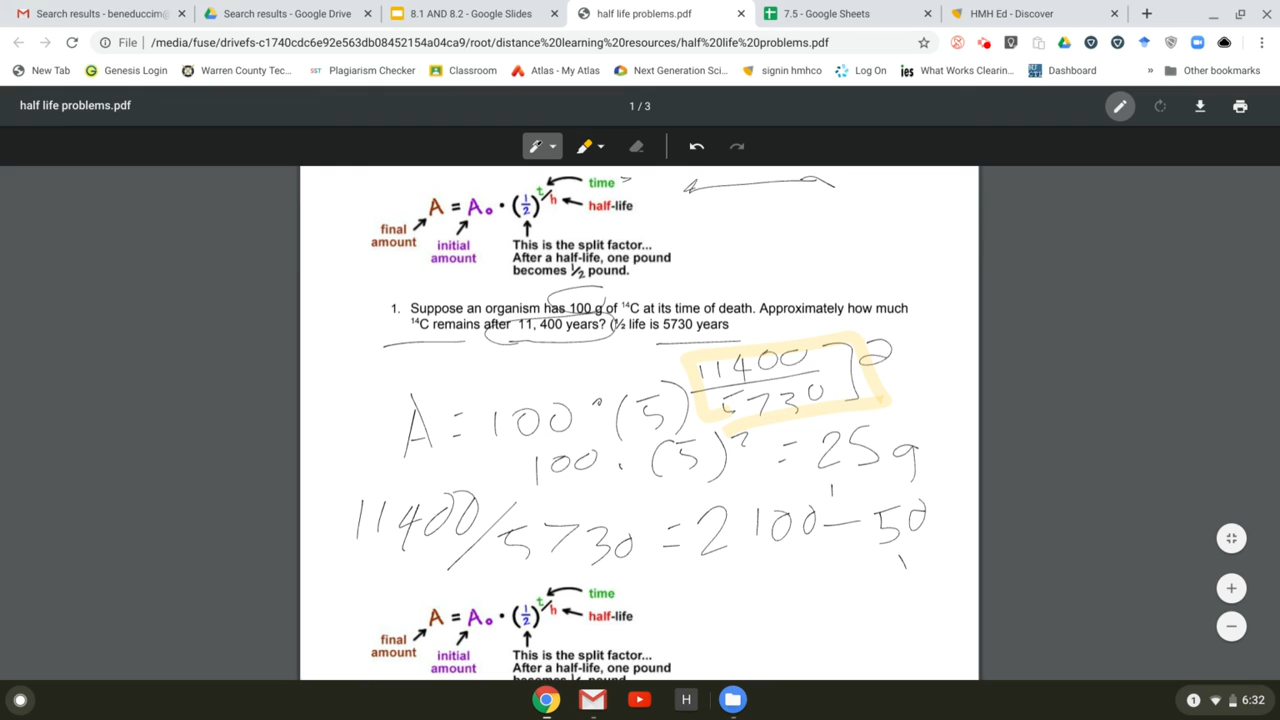 Search results - beneduccim@
Search results - Google Drive
8.1 AND 8.2 - Google Slides
half life problems.pdf
7.5 - Google Sheets
HMH Ed - Discover
File | /media/fuse/drivefs-c1740cdc6e92e563db08452154a04ca9/root/distance%20learning%20resources/half%20life%20problems.pdf
New Tab
Genesis Login
Warren County Tec...
SST Plagiarism Checker
Classroom
Atlas - My Atlas
Next Generation Sci...
signin hmhco
Log On
ies What Works Clearin...
Dashboard
»
Other bookmarks
half life problems.pdf
1 / 3
A = A₀ • (½)^t/h
time
half-life
final amount
initial amount
This is the split factor...
After a half-life, one pound
becomes ½ pound.
1. Suppose an organism has 100 g of ¹⁴C at its time of death. Approximately how much
¹⁴C remains after 11, 400 years? (½ life is 5730 years
A = 100 • (5) 11400/5730 ] 2
100 . (5)² = 25g
11400/5730 = 2 100 – 50
A = A₀ • (½)^t/h
time
half-life
final amount
initial amount
This is the split factor...
After a half-life, one pound
H
1
6:32